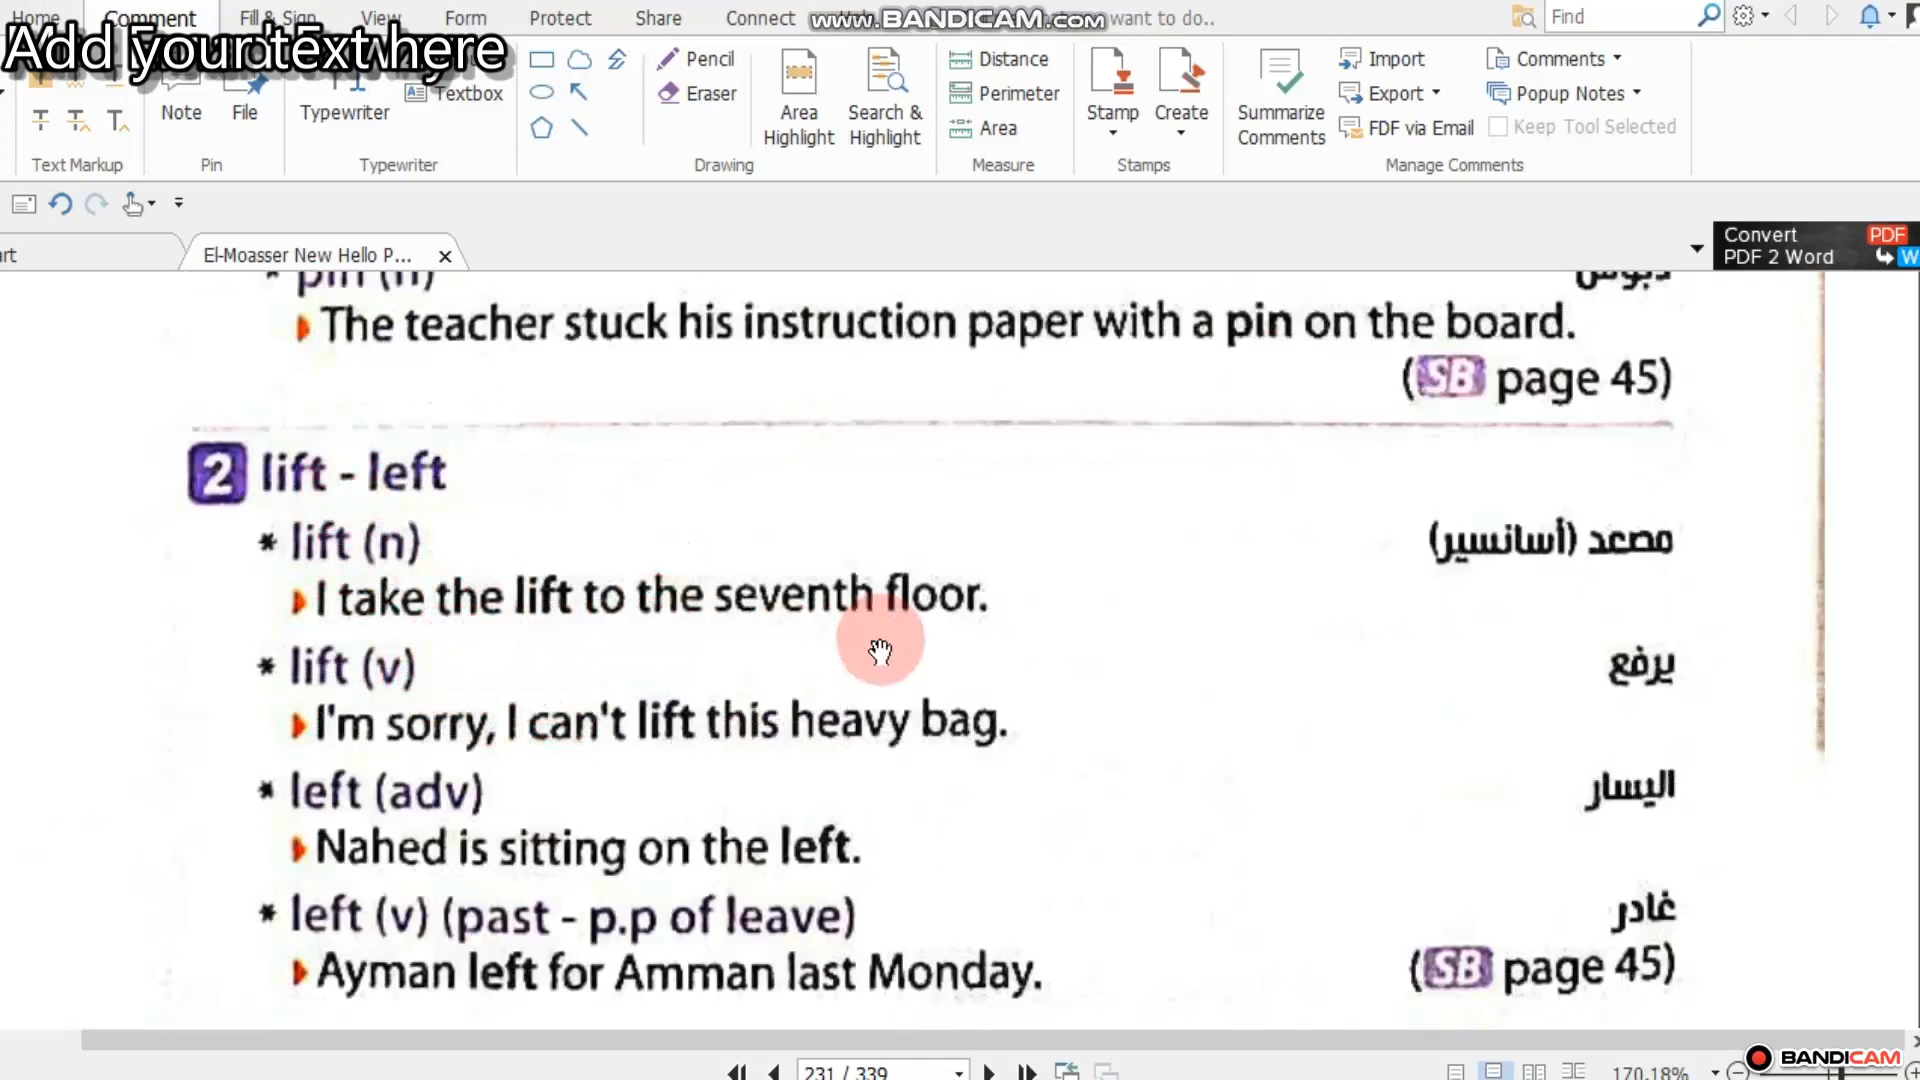 Home Comment Fill & Sign View Form Protect Share Connect www.BANDICAM.com want to do.. Find
Add your text here
Note File Typewriter Textbox Pencil Eraser Area Highlight Search & Highlight Distance Perimeter Area Stamp Create Summarize Comments Import Export FDF via Email Comments Popup Notes Keep Tool Selected
Text Markup Pin Typewriter Drawing Measure Stamps Manage Comments
rt El-Moasser New Hello P... Convert PDF 2 Word PDF W
* pin (n) دبوس
The teacher stuck his instruction paper with a pin on the board.
(SB page 45)
2 lift - left
* lift (n) مصعد (أسانسير)
I take the lift to the seventh floor.
* lift (v) يرفع
I'm sorry, I can't lift this heavy bag.
* left (adv) اليسار
Nahed is sitting on the left.
* left (v) (past - p.p of leave) غادر
Ayman left for Amman last Monday. (SB page 45)
231 / 339 170.18% BANDICAM